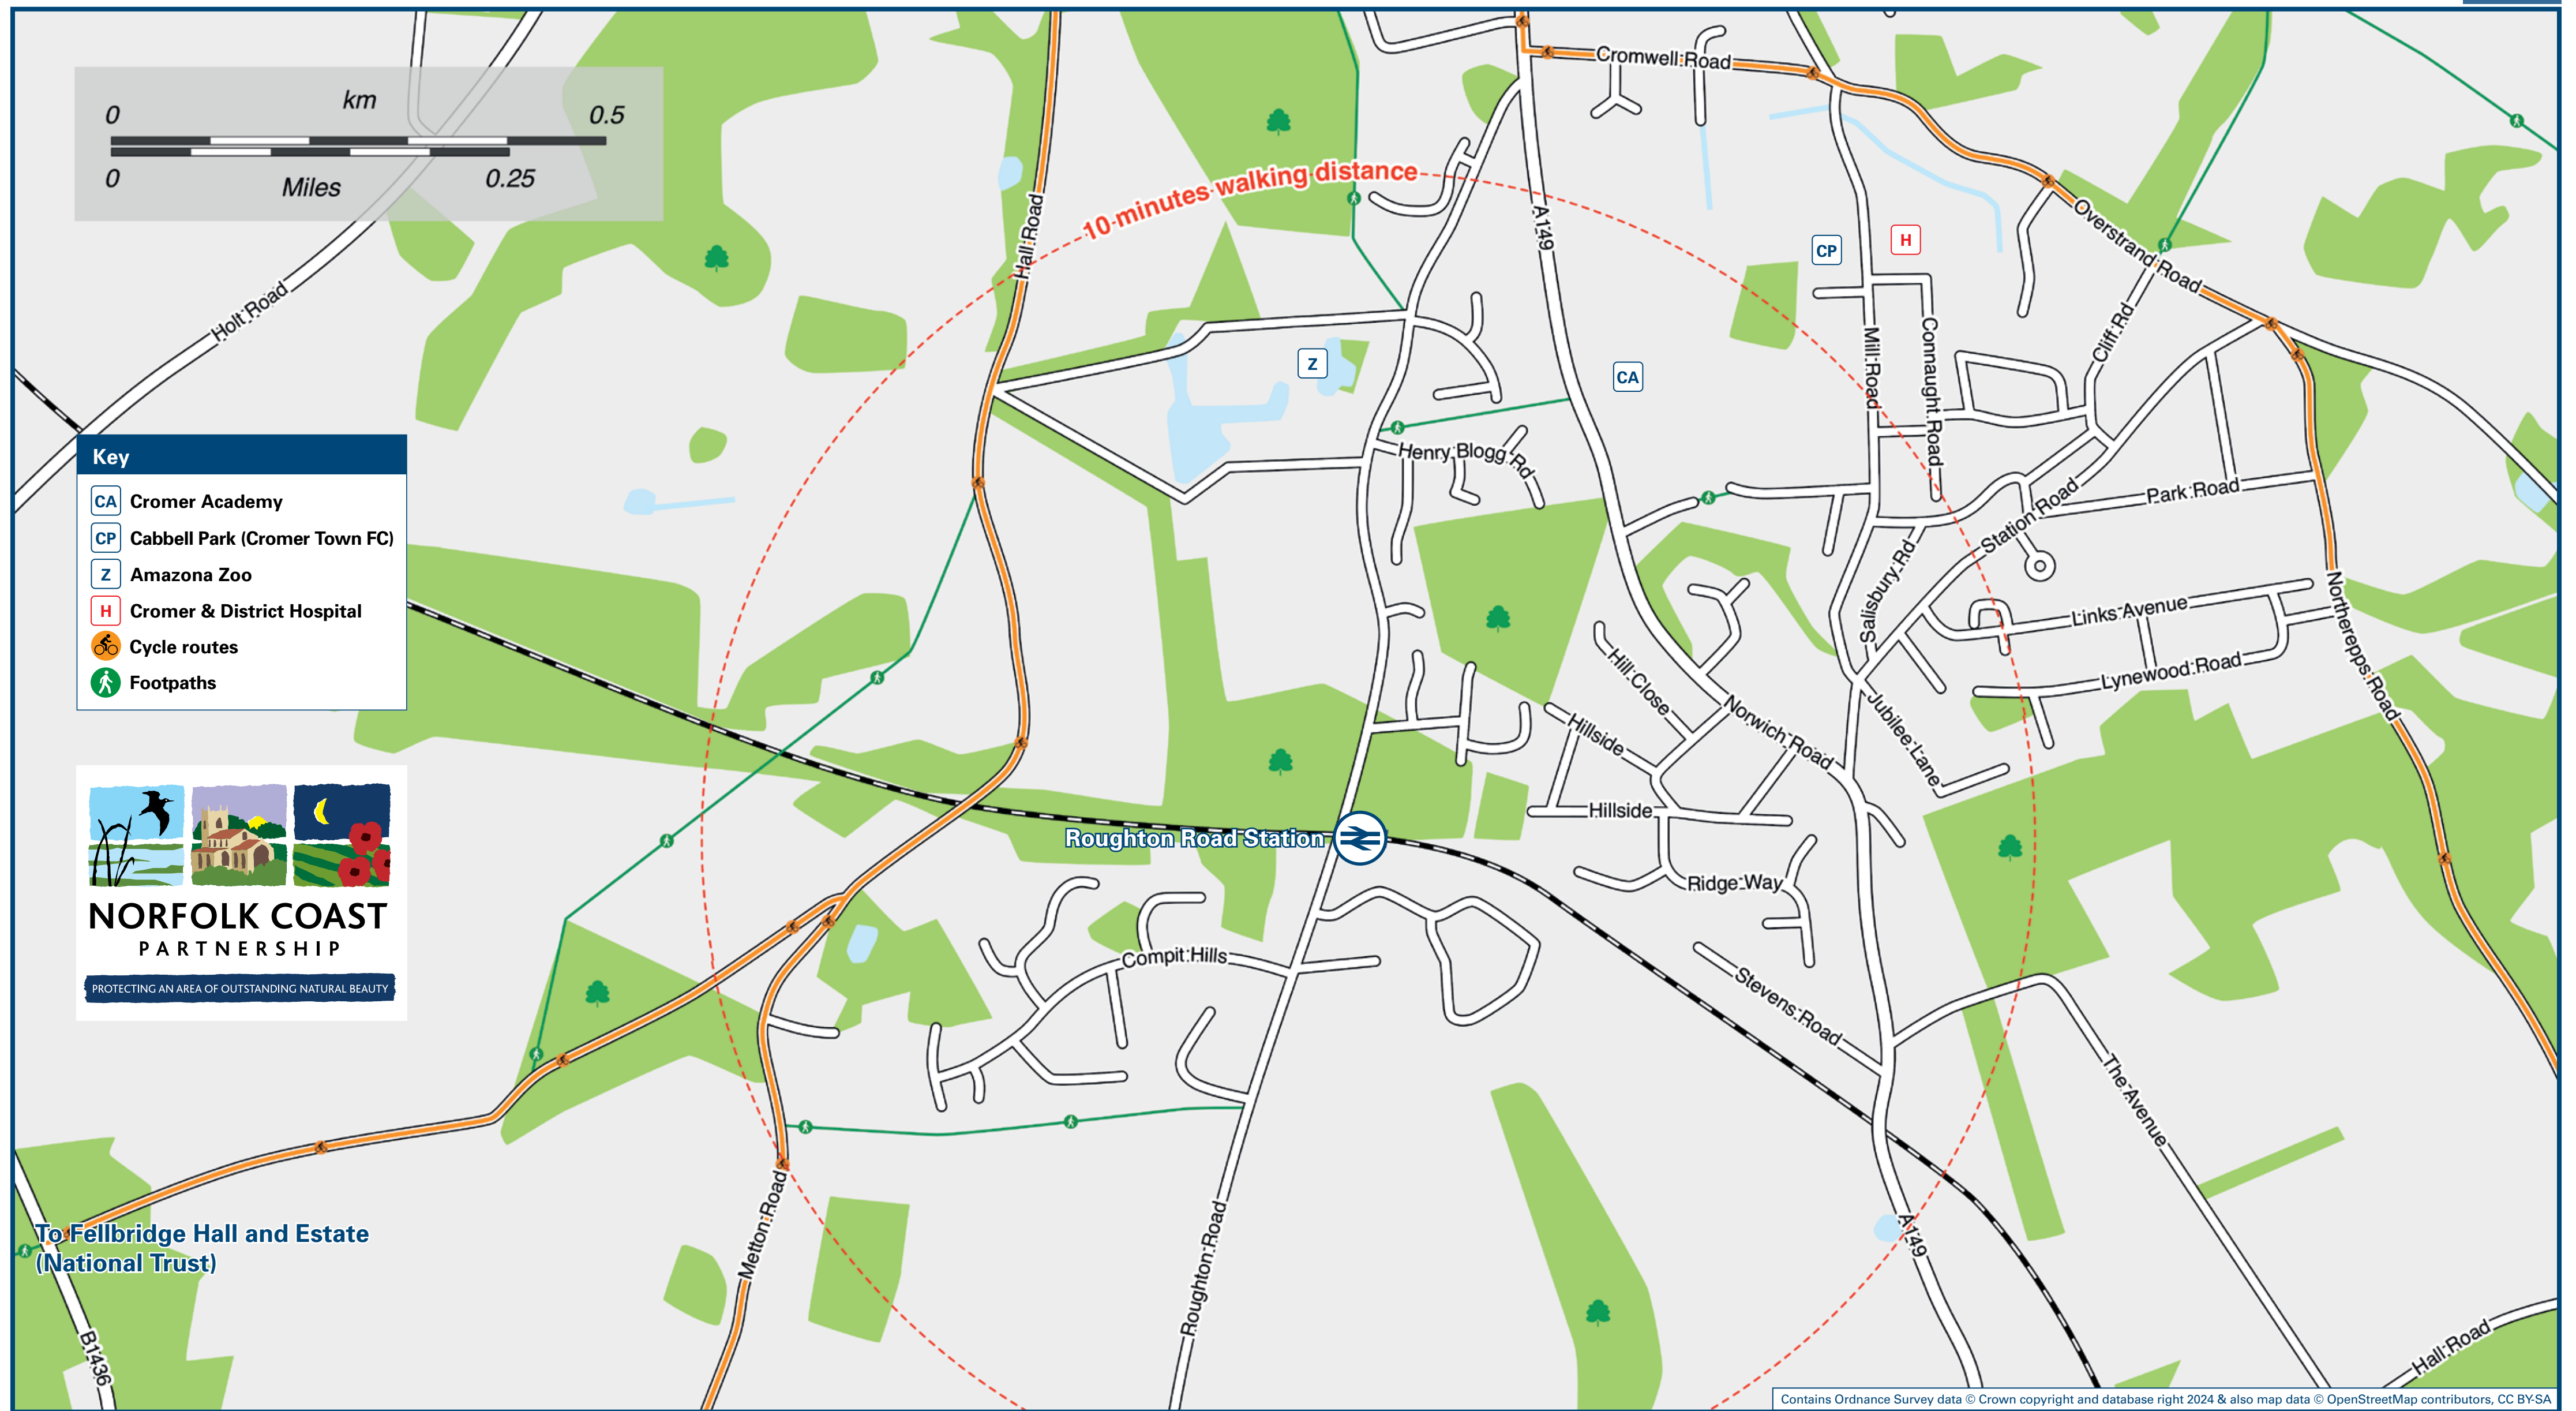 km
0
0.5
0
Miles
0.25
Cromwell Road
Hall Road
10 minutes walking distance
A149
CP
H
Overstrand Road
Holt Road
Z
CA
Mill Road
Connaught Road
Cliff Rd
Henry Blogg Rd
Park Road
Station Road
Salisbury Rd
Links Avenue
Northerepps Road
Lynewood Road
Hill Close
Hillside
Norwich Road
Jubilee Lane
Hillside
Roughton Road Station
Ridge Way
Compit Hills
Stevens Road
The Avenue
Metton Road
Roughton Road
A149
Hall Road
B1436
To Fellbridge Hall and Estate
(National Trust)
Key
CA Cromer Academy
CP Cabbell Park (Cromer Town FC)
Z Amazona Zoo
H Cromer & District Hospital
Cycle routes
Footpaths
NORFOLK COAST
PARTNERSHIP
PROTECTING AN AREA OF OUTSTANDING NATURAL BEAUTY
Contains Ordnance Survey data © Crown copyright and database right 2024 & also map data © OpenStreetMap contributors, CC BY-SA